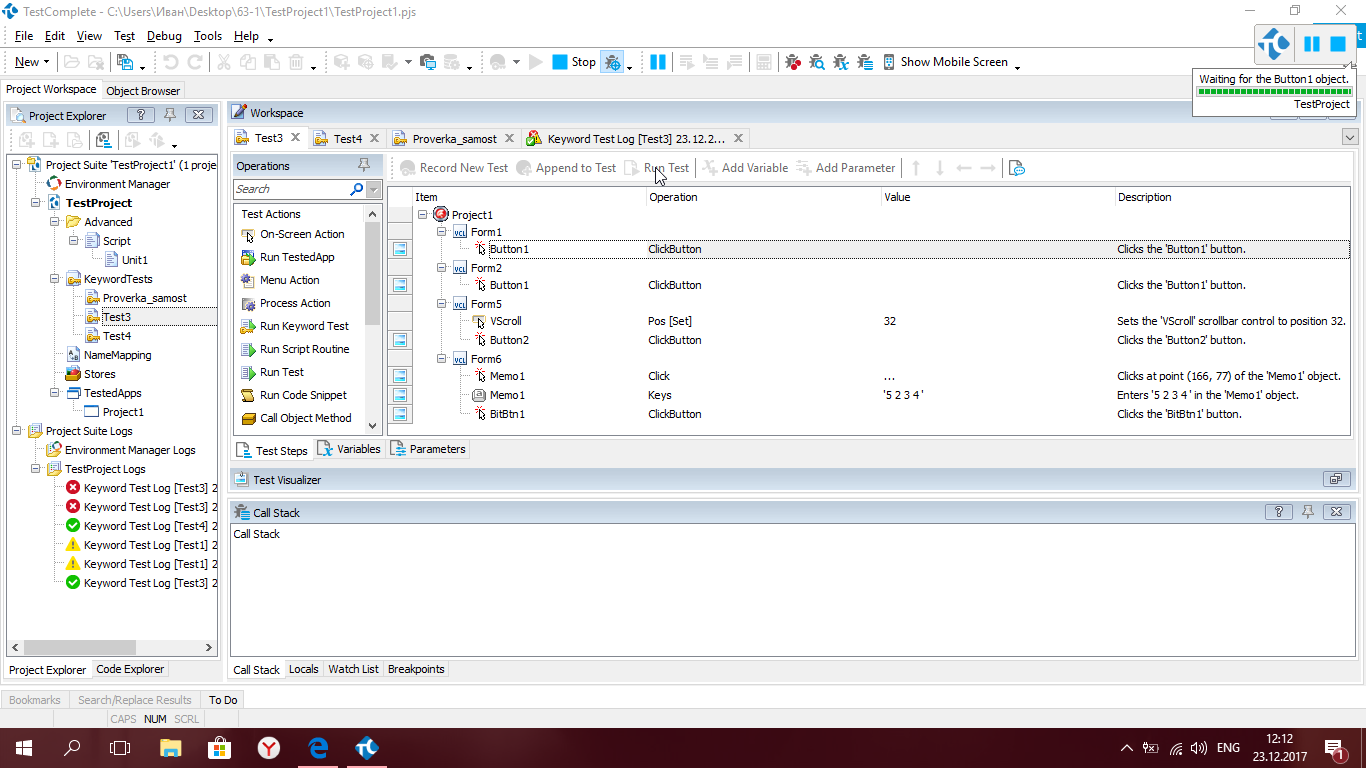 TestComplete - C:\Users\Иван\Desktop\63-1\TestProject1\TestProject1.pjs
File Edit View Test Debug Tools Help
New Stop Show Mobile Screen
Waiting for the Button1 object.
TestProject
Project Workspace Object Browser
Project Explorer
Project Suite 'TestProject1' (1 proje
Environment Manager
TestProject
Advanced
Script
Unit1
KeywordTests
Proverka_samost
Test3
Test4
NameMapping
Stores
TestedApps
Project1
Project Suite Logs
Environment Manager Logs
TestProject Logs
Keyword Test Log [Test3] 2
Keyword Test Log [Test3] 2
Keyword Test Log [Test4] 2
Keyword Test Log [Test1] 2
Keyword Test Log [Test1] 2
Keyword Test Log [Test3] 2
Project Explorer Code Explorer
Workspace
Test3 Test4 Proverka_samost Keyword Test Log [Test3] 23.12.2...
Operations
Search
Test Actions
On-Screen Action
Run TestedApp
Menu Action
Process Action
Run Keyword Test
Run Script Routine
Run Test
Run Code Snippet
Call Object Method
Record New Test Append to Test Run Test Add Variable Add Parameter
Item Operation Value Description
Project1
Form1
Button1 ClickButton Clicks the 'Button1' button.
Form2
Button1 ClickButton Clicks the 'Button1' button.
Form5
VScroll Pos [Set] 32 Sets the 'VScroll' scrollbar control to position 32.
Button2 ClickButton Clicks the 'Button2' button.
Form6
Memo1 Click ... Clicks at point (166, 77) of the 'Memo1' object.
Memo1 Keys '5 2 3 4 ' Enters '5 2 3 4 ' in the 'Memo1' object.
BitBtn1 ClickButton Clicks the 'BitBtn1' button.
Test Steps Variables Parameters
Test Visualizer
Call Stack
Call Stack
Call Stack Locals Watch List Breakpoints
Bookmarks Search/Replace Results To Do
CAPS NUM SCRL
ENG
12:12
23.12.2017
1